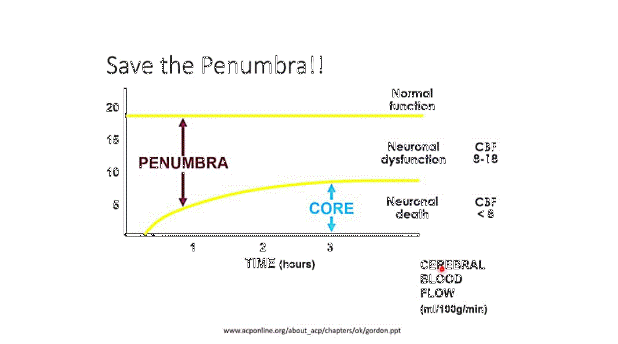 Save the Penumbra!!
Normal
function
20
15
10
5
PENUMBRA
Neuronal
dysfunction
CBF
8-18
CORE
Neuronal
death
CBF
< 8
1
2
3
TIME (hours)
CEREBRAL
BLOOD
FLOW
(ml/100g/min)
www.acponline.org/about_acp/chapters/ok/gordon.ppt